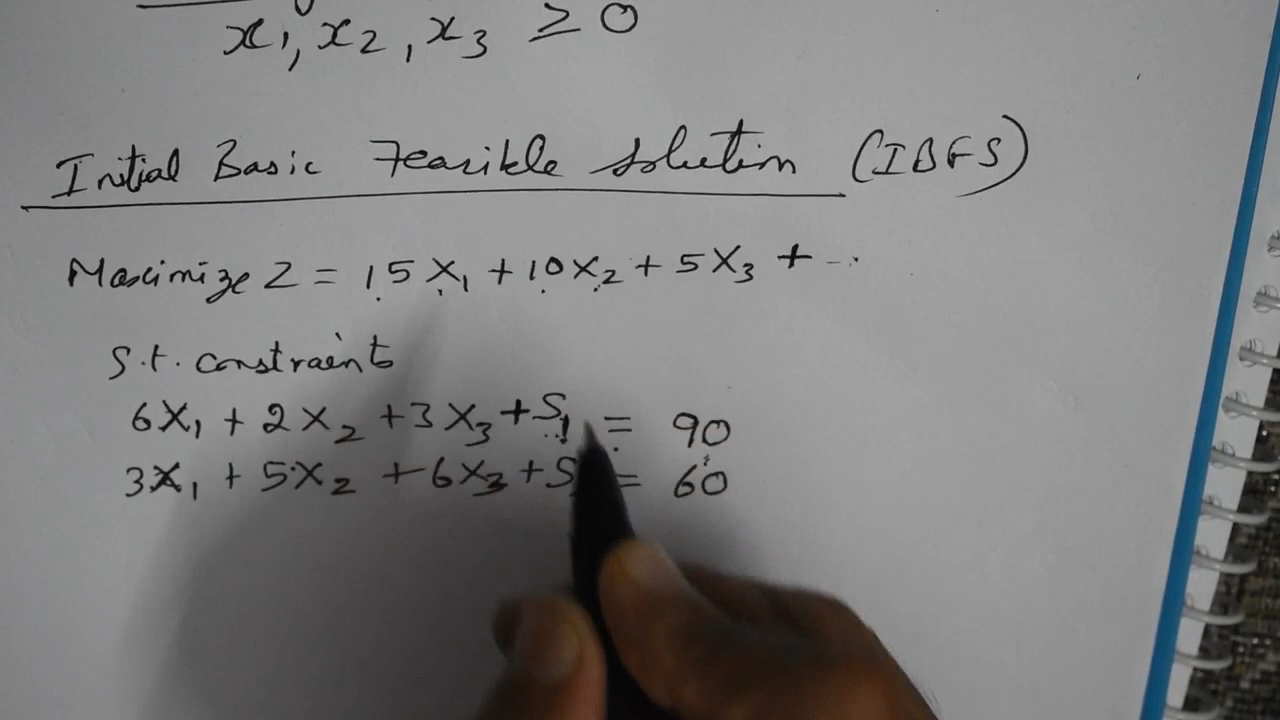 x1, x2, x3 ≥ 0
Initial Basic Feasible solution (IBFS)
Maximize Z = 15X1 + 10X2 + 5X3 + ...
S.t. constraints
6X1 + 2X2 + 3X3 + S1 = 90
3X1 + 5X2 + 6X3 + S = 60